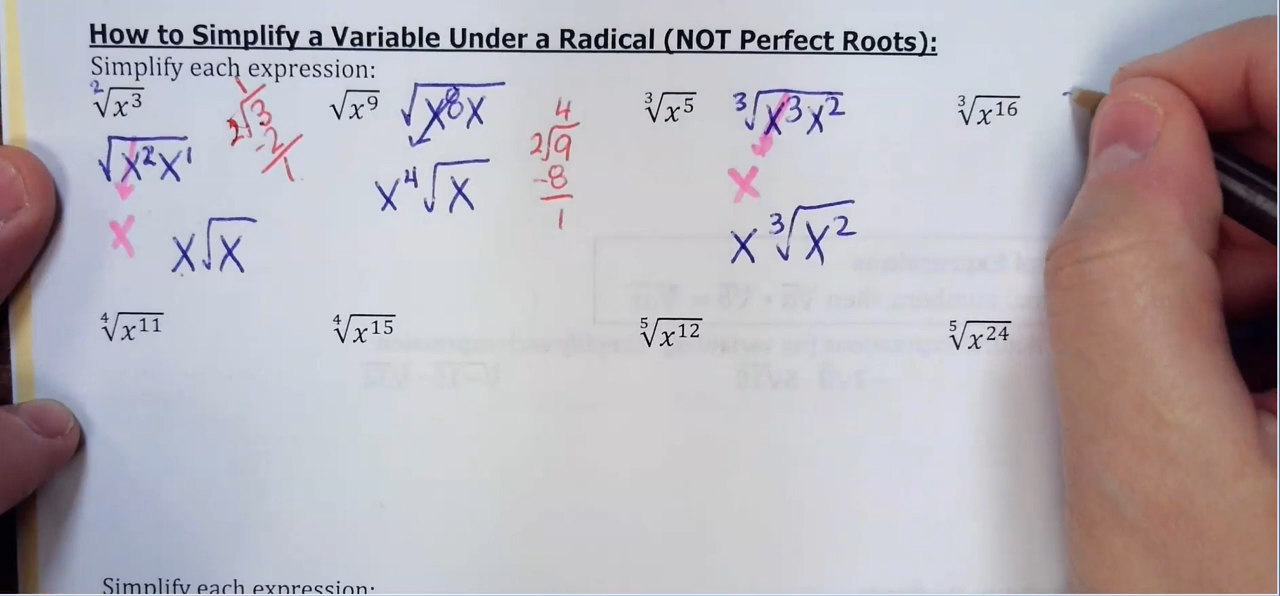 How to Simplify a Variable Under a Radical (NOT Perfect Roots):
Simplify each expression:
²√x³
√x⁹
³√x⁵
³√x¹⁶
√x²x¹
x
x√x
1
2√3
-2
1
√x⁸x
x⁴√x
4
2√9
-8
1
³√x³x²
x
x ³√x²
⁴√x¹¹
⁴√x¹⁵
⁵√x¹²
⁵√x²⁴
Simplify each expression: